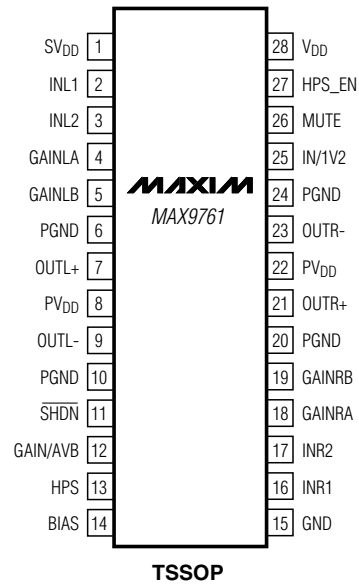 SVDD 1 28 VDD
INL1 2 27 HPS_EN
INL2 3 26 MUTE
GAINLA 4 25 IN/1V2
GAINLB 5 MAXIM 24 PGND
MAX9761
PGND 6 23 OUTR-
OUTL+ 7 22 PVDD
PVDD 8 21 OUTR+
OUTL- 9 20 PGND
PGND 10 19 GAINRB
SHDN 11 18 GAINRA
GAIN/AVB 12 17 INR2
HPS 13 16 INR1
BIAS 14 15 GND
TSSOP